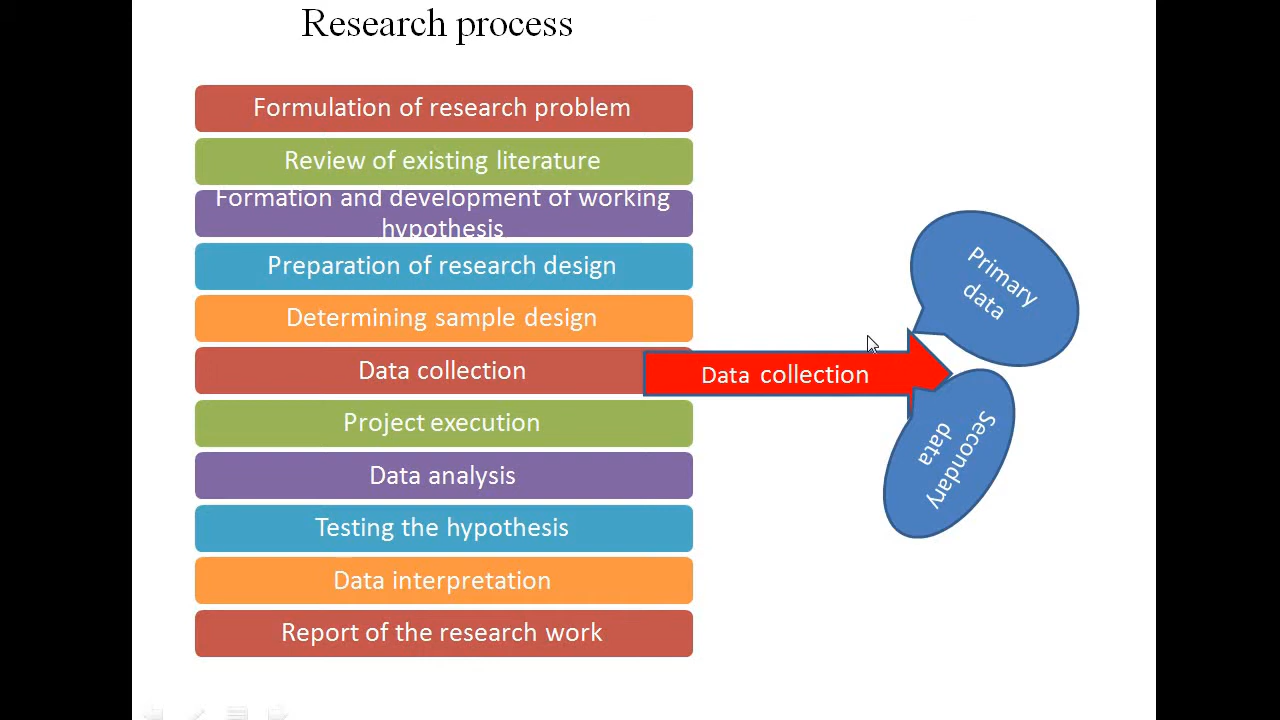 Research process
Formulation of research problem
Review of existing literature
Formation and development of working
hypothesis
Preparation of research design
Determining sample design
Data collection
Data collection
Primary
data
Secondary
data
Project execution
Data analysis
Testing the hypothesis
Data interpretation
Report of the research work